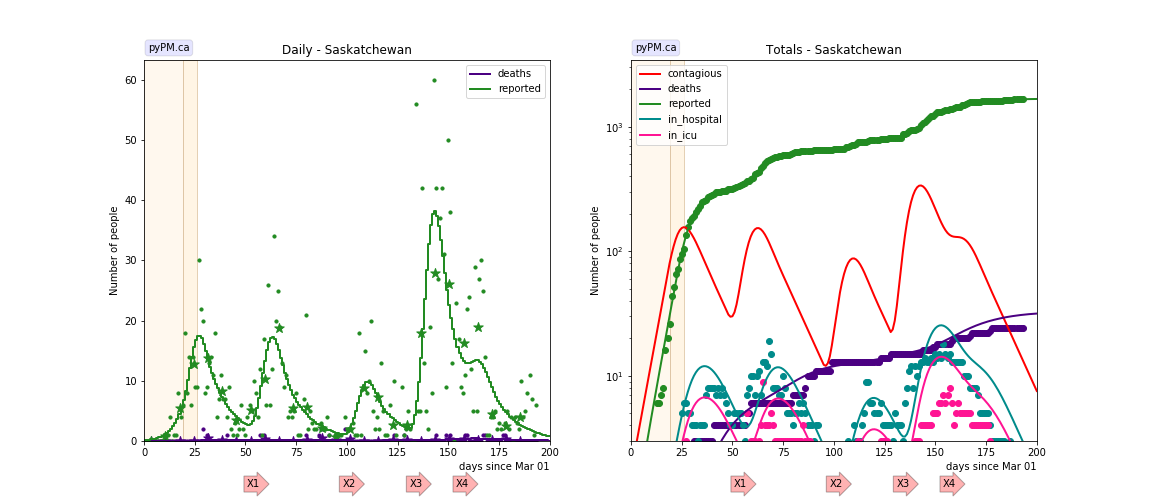 pyPM.ca
Daily - Saskatchewan
deaths
reported
Number of people
60
50
40
30
20
10
0
0 25 50 75 100 125 150 175 200
days since Mar 01
X1 X2 X3 X4
pyPM.ca
Totals - Saskatchewan
contagious
deaths
reported
in_hospital
in_icu
Number of people
10³
10²
10¹
0 25 50 75 100 125 150 175 200
days since Mar 01
X1 X2 X3 X4